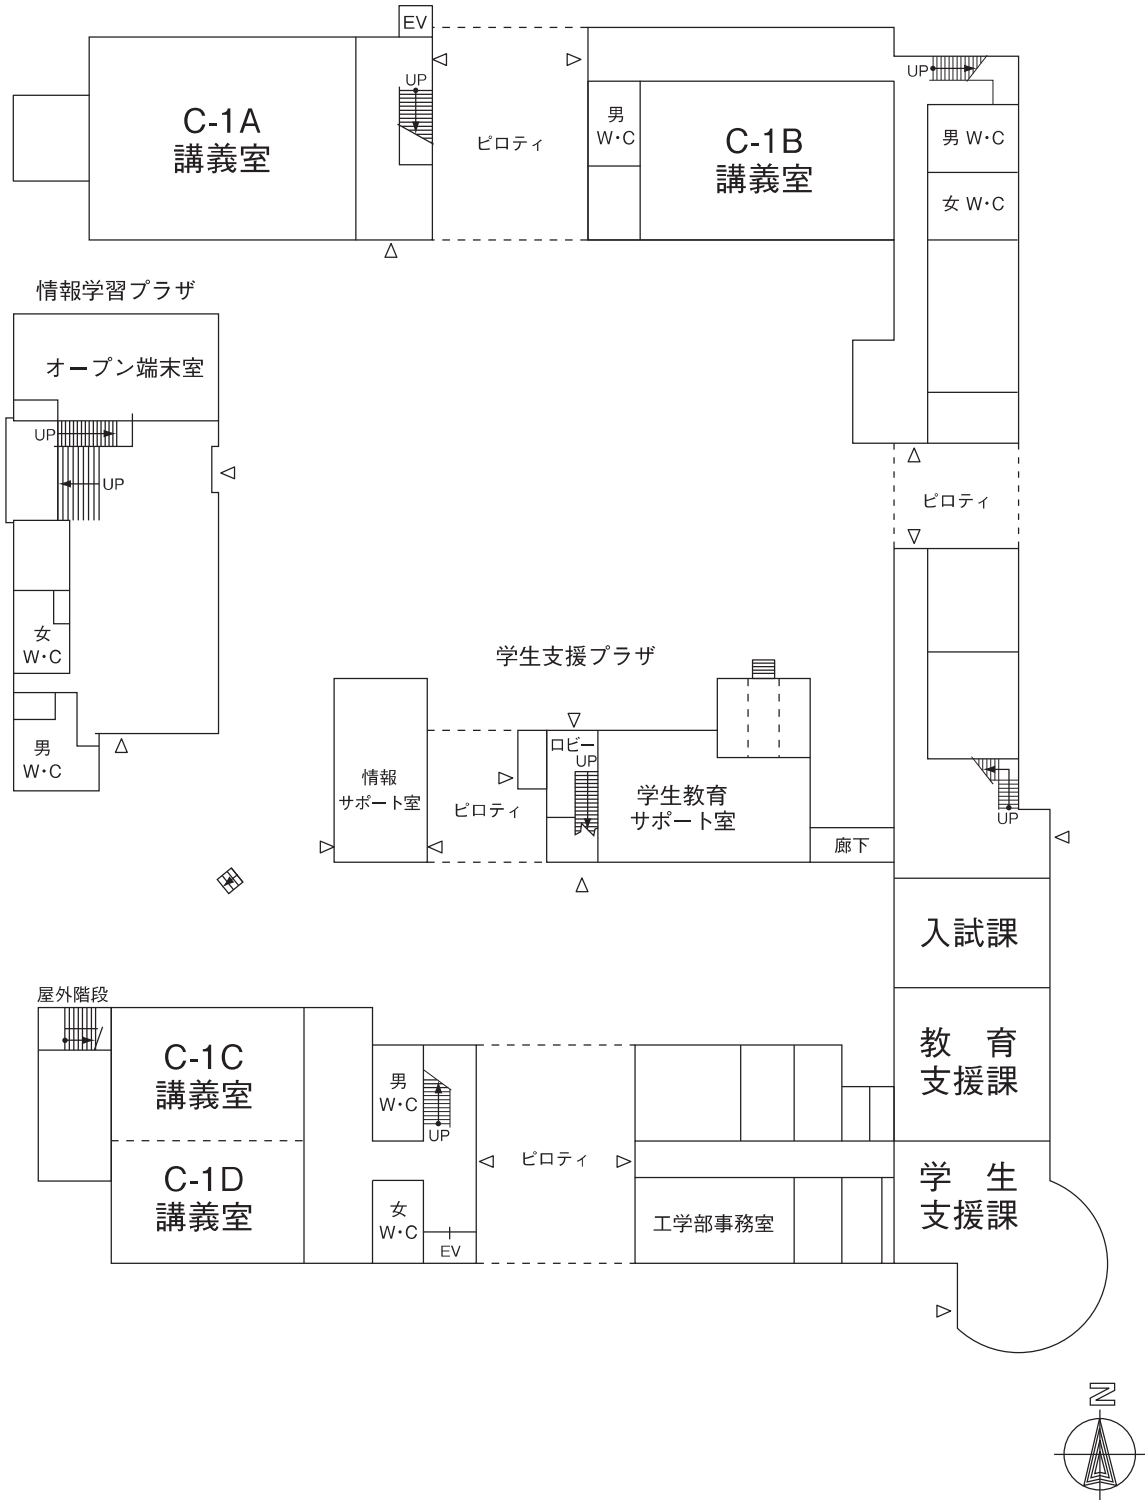 EV
UP
C-1A
講義室
ピロティ
男
W・C
C-1B
講義室
UP
男 W・C
女 W・C
情報学習プラザ
オープン端末室
UP
UP
女
W・C
男
W・C
ピロティ
学生支援プラザ
情報
サポート室
ピロティ
ロビー
UP
学生教育
サポート室
廊下
UP
入試課
教 育
支援課
学 生
支援課
屋外階段
C-1C
講義室
C-1D
講義室
男
W・C
UP
女
W・C
EV
ピロティ
工学部事務室
N